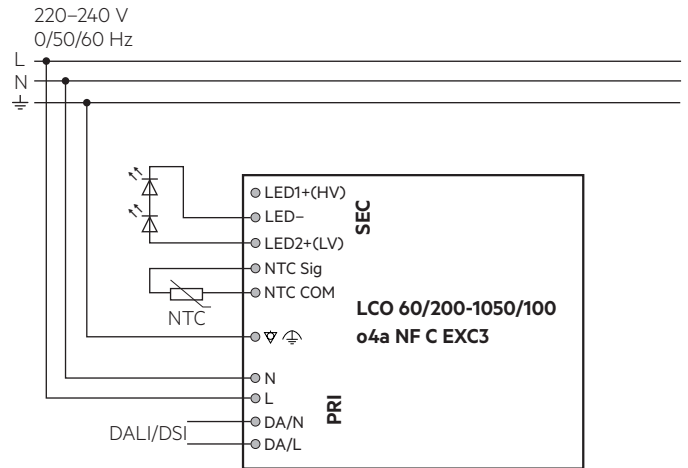 220–240 V
0/50/60 Hz
L
N
LED1+(HV)
LED–
LED2+(LV)
SEC
NTC Sig
NTC COM
NTC
LCO 60/200-1050/100
o4a NF C EXC3
N
L
PRI
DA/N
DALI/DSI
DA/L